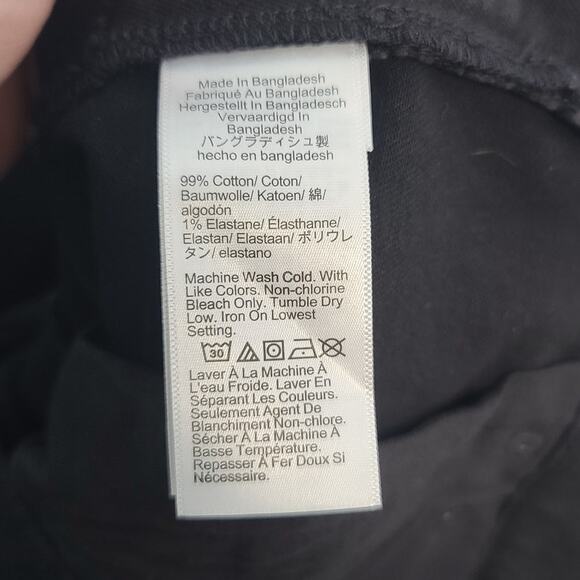 Made In Bangladesh
Fabriqué Au Bangladesh
Hergestellt In Bangladesch
Vervaardigd In
Bangladesh
バングラディシュ製
hecho en bangladesh
99% Cotton/ Coton/
Baumwolle/ Katoen/ 綿/
algodón
1% Elastane/ Élasthanne/
Elastan/ Elastaan/ ポリウレ
タン/ elastano
Machine Wash Cold. With
Like Colors. Non-chlorine
Bleach Only. Tumble Dry
Low. Iron On Lowest
Setting.
30
Laver À La Machine À
L'eau Froide. Laver En
Séparant Les Couleurs.
Seulement Agent De
Blanchiment Non-chlore.
Sécher À La Machine À
Basse Température.
Repasser À Fer Doux Si
Nécessaire.